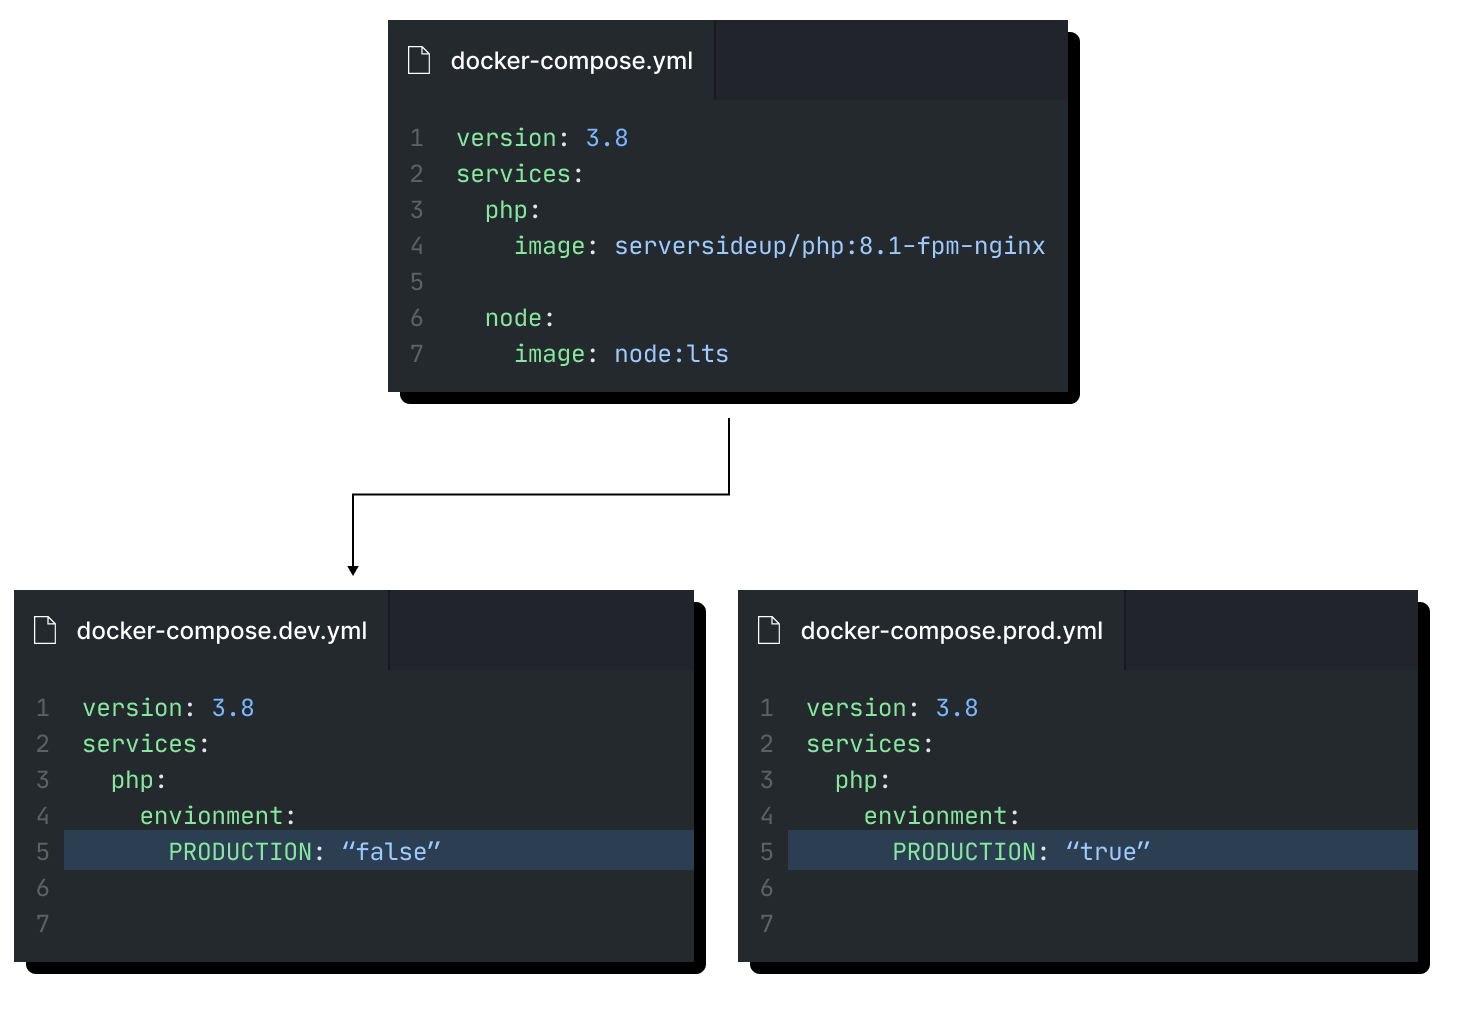 docker-compose.yml
1 version: 3.8
2 services:
3   php:
4     image: serversideup/php:8.1-fpm-nginx
5
6   node:
7     image: node:lts
docker-compose.dev.yml
1 version: 3.8
2 services:
3   php:
4     envionment:
5       PRODUCTION: “false”
6
7
docker-compose.prod.yml
1 version: 3.8
2 services:
3   php:
4     envionment:
5       PRODUCTION: “true”
6
7